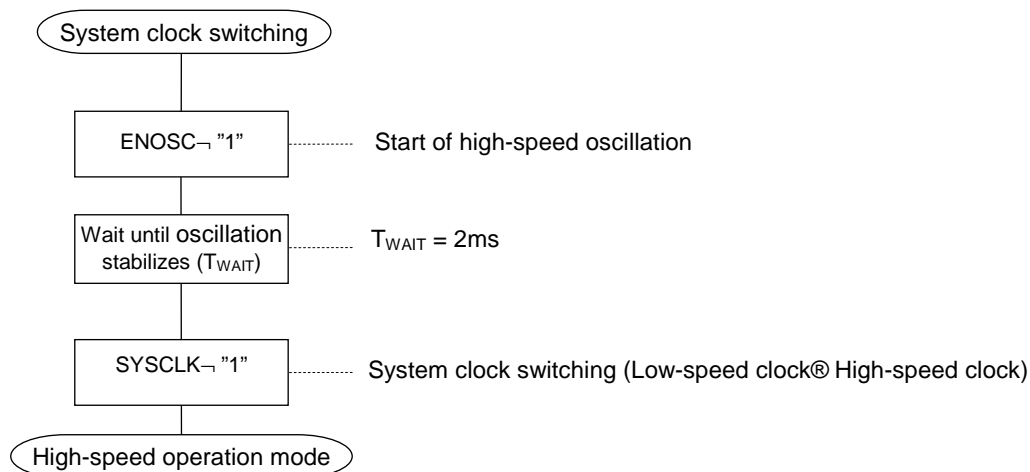 System clock switching
ENOSC¬ ”1”
Start of high-speed oscillation
Wait until oscillation
stabilizes (TWAIT)
TWAIT = 2ms
SYSCLK¬ ”1”
System clock switching (Low-speed clock® High-speed clock)
High-speed operation mode